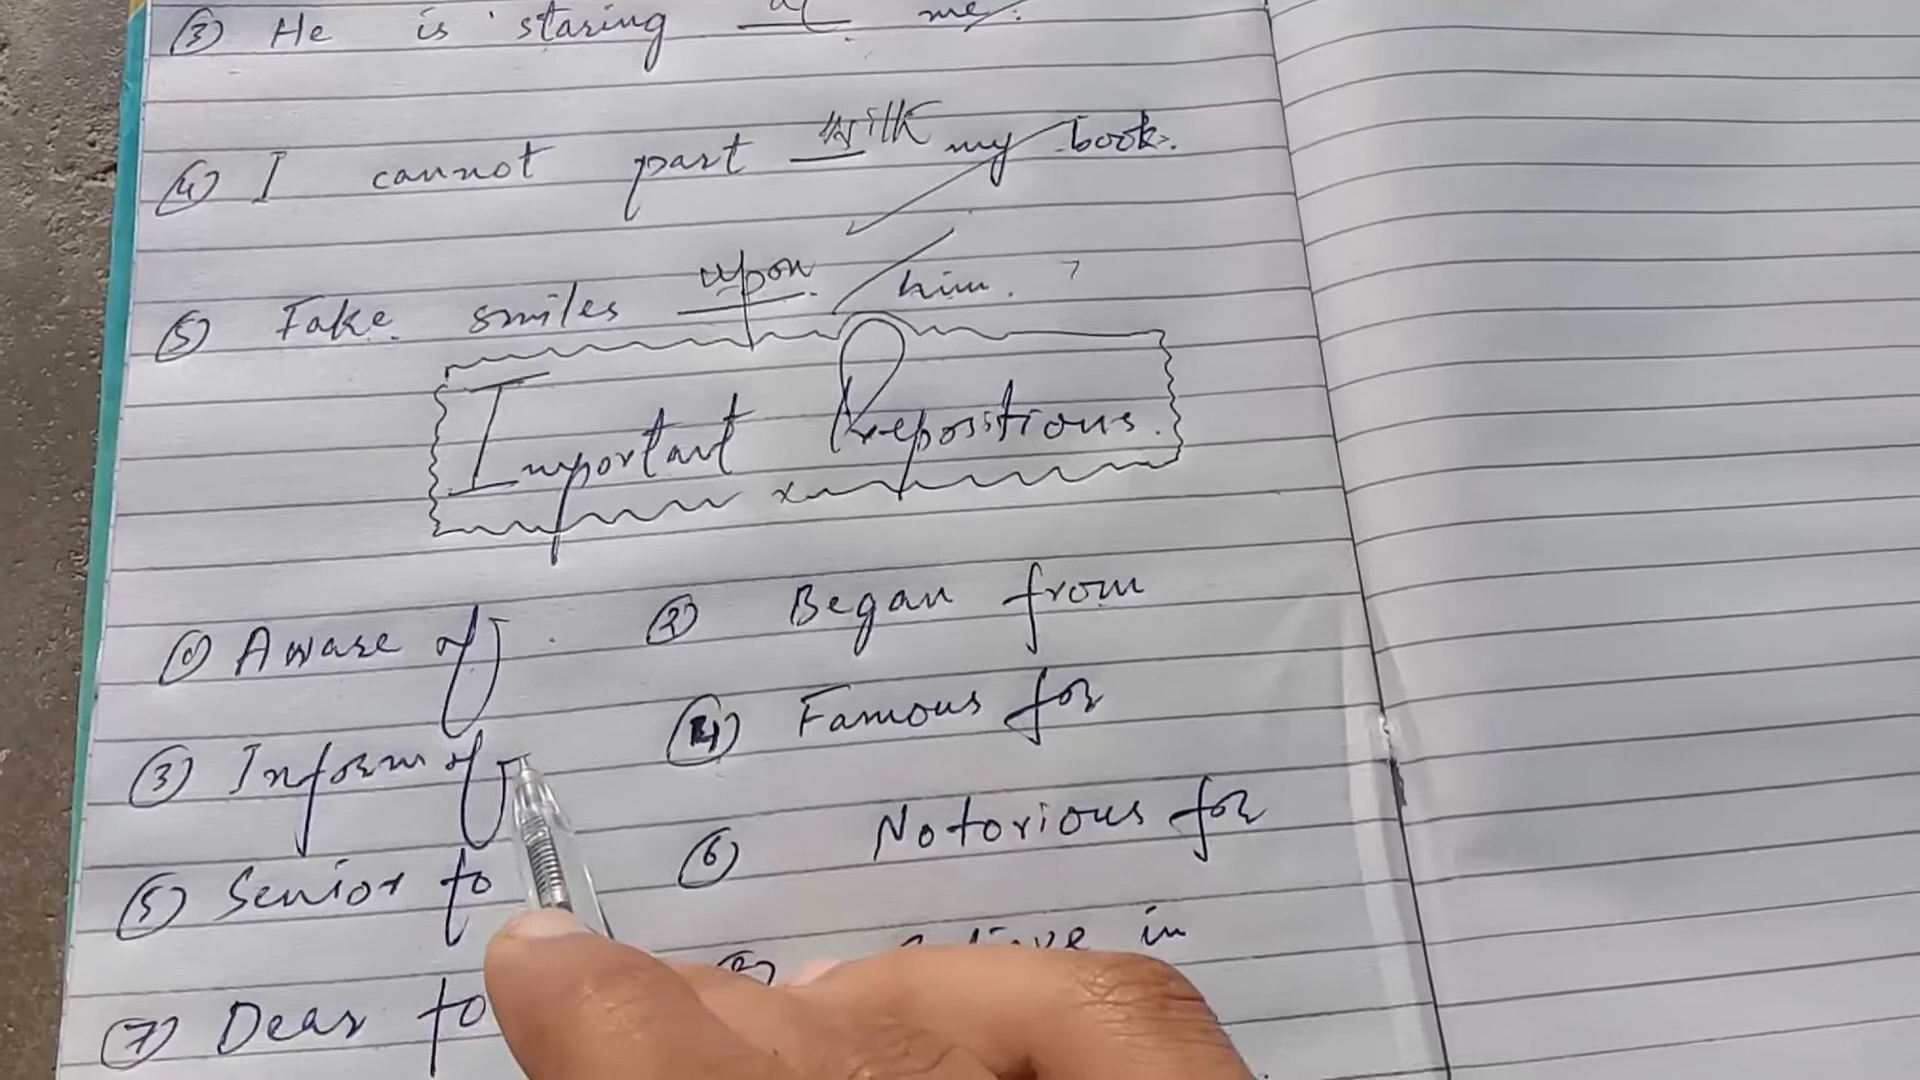 (3) He is staring at me.
(4) I cannot part with my book.
(5) Fake smiles upon him.
Important Prepositions.
(1) Aware of (2) Began from
(3) Inform of (4) Famous for
(5) Senior to (6) Notorious for
(7) Dear to (8) in